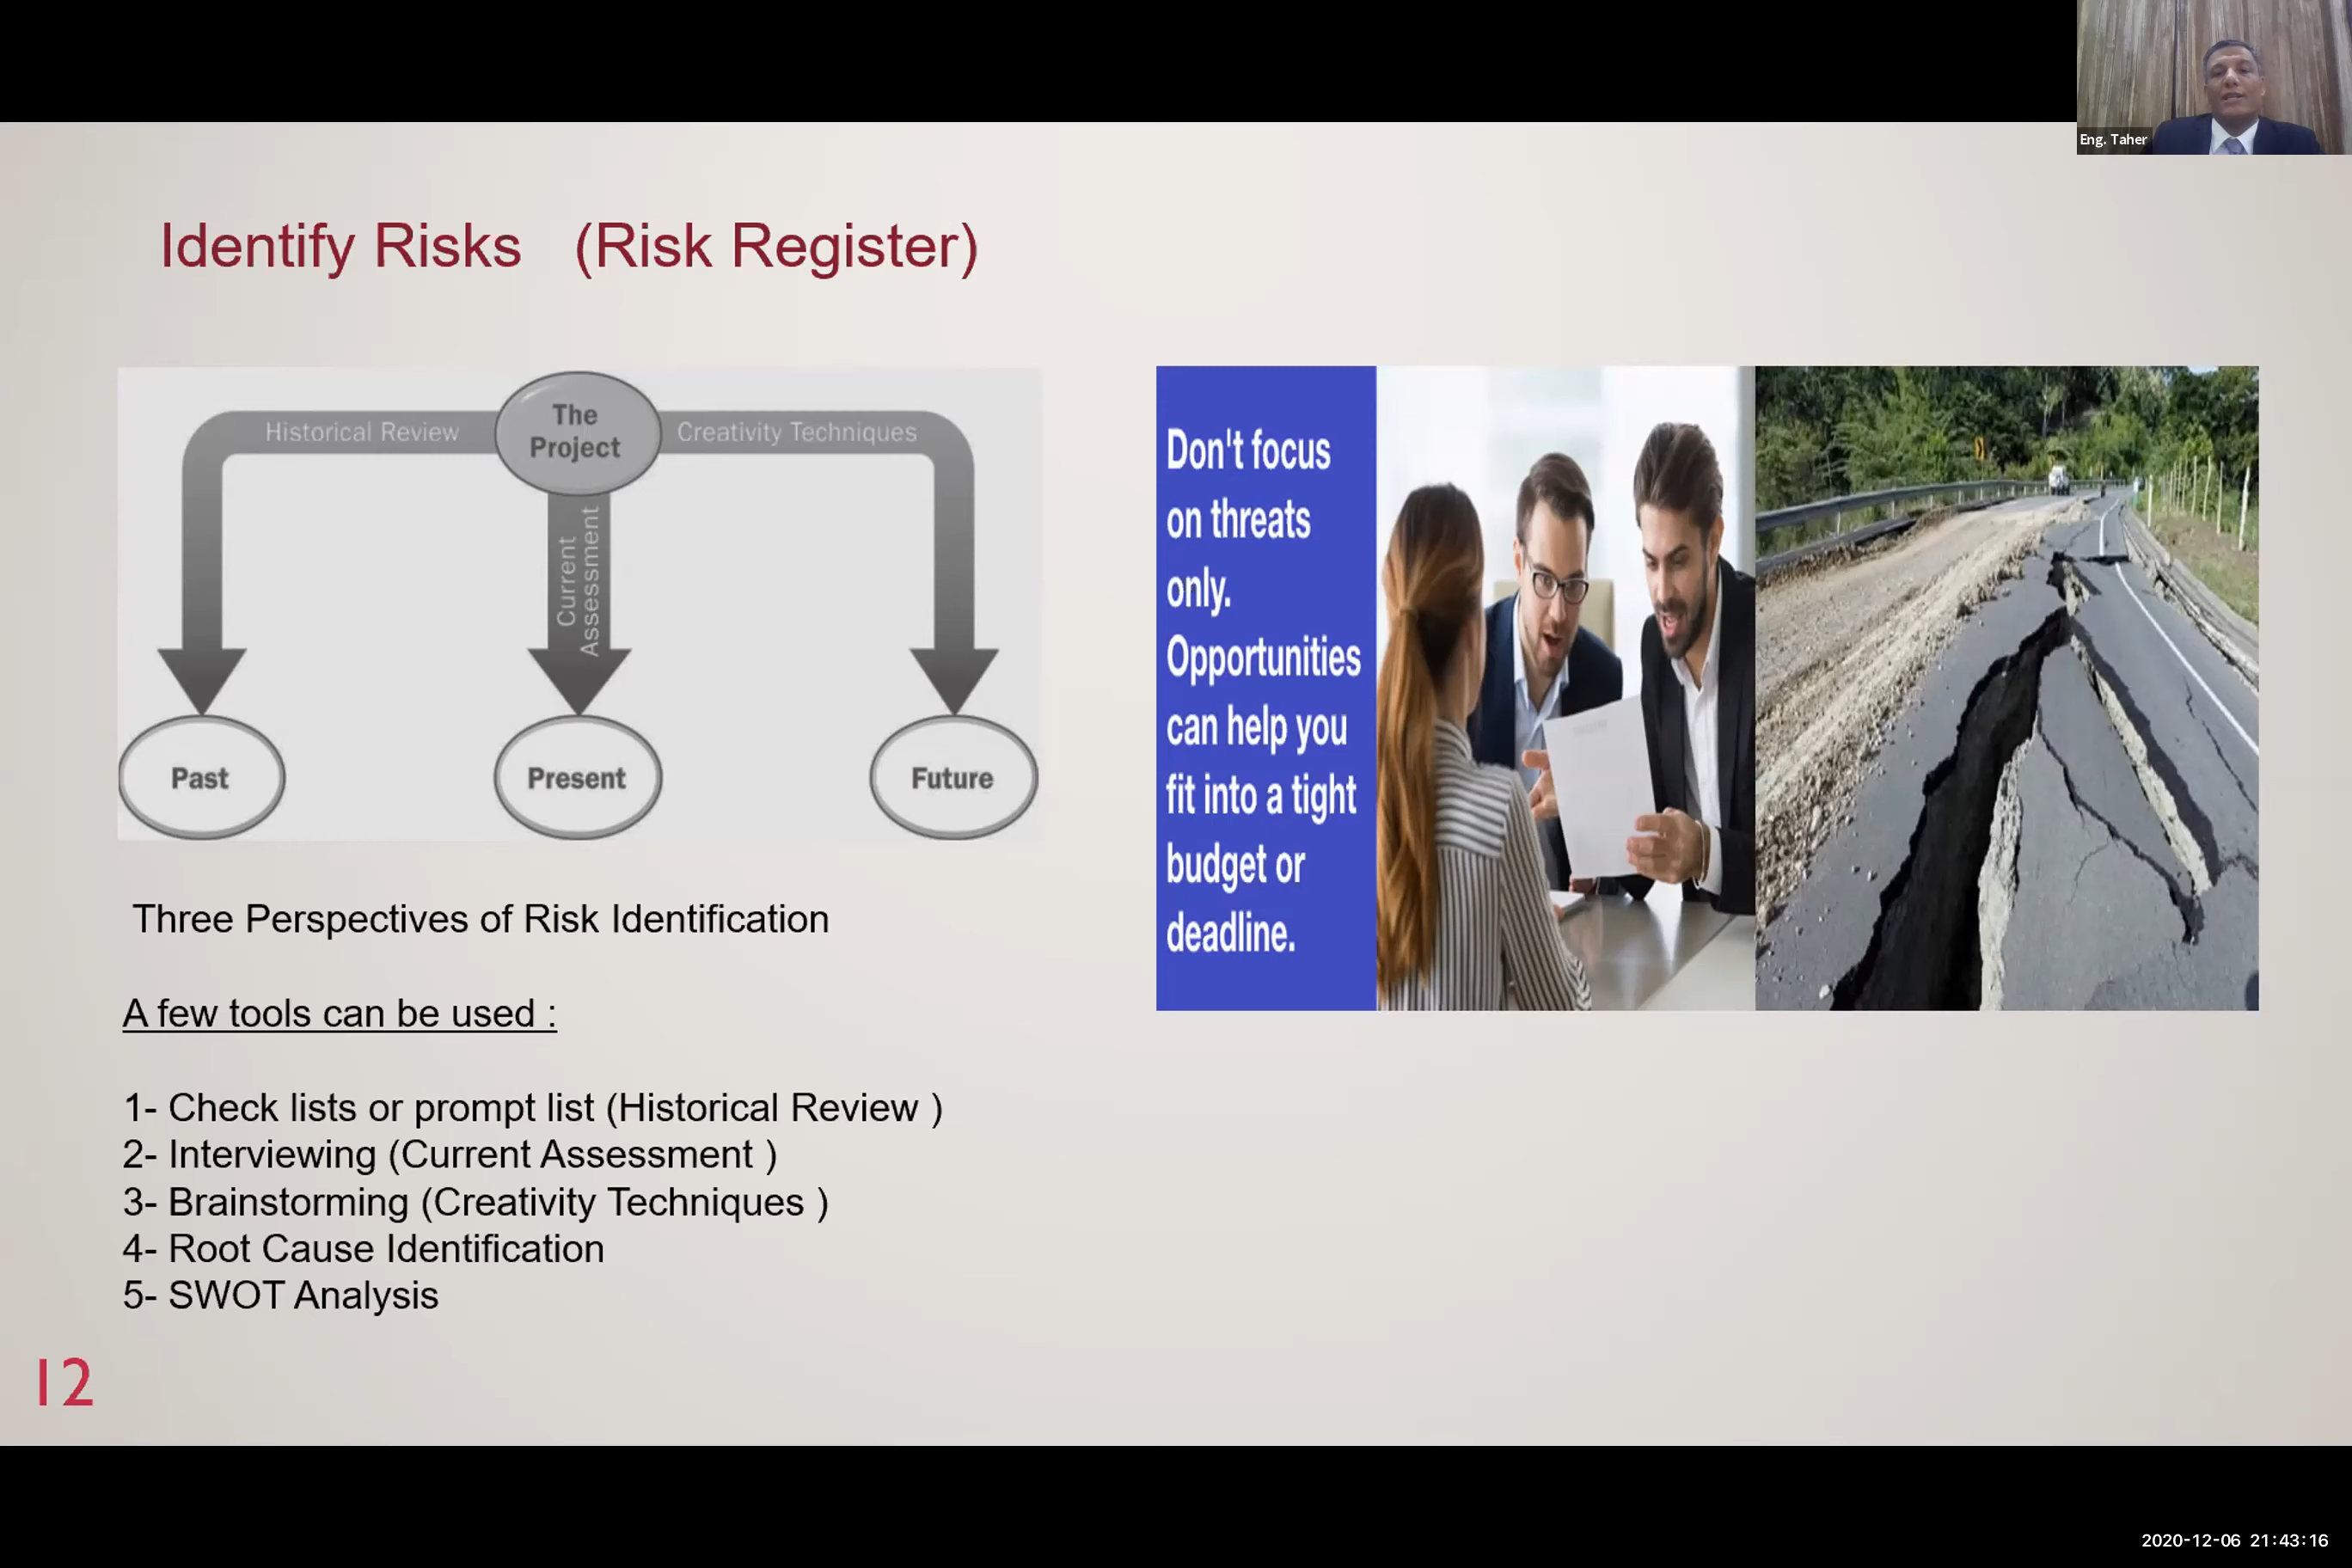 Eng. Taher
Identify Risks (Risk Register)
Historical Review
The
Project
Creativity Techniques
Current
Assessment
Past
Present
Future
Don't focus
on threats
only.
Opportunities
can help you
fit into a tight
budget or
deadline.
Three Perspectives of Risk Identification
A few tools can be used :
1- Check lists or prompt list (Historical Review )
2- Interviewing (Current Assessment )
3- Brainstorming (Creativity Techniques )
4- Root Cause Identification
5- SWOT Analysis
12
2020-12-06 21:43:16